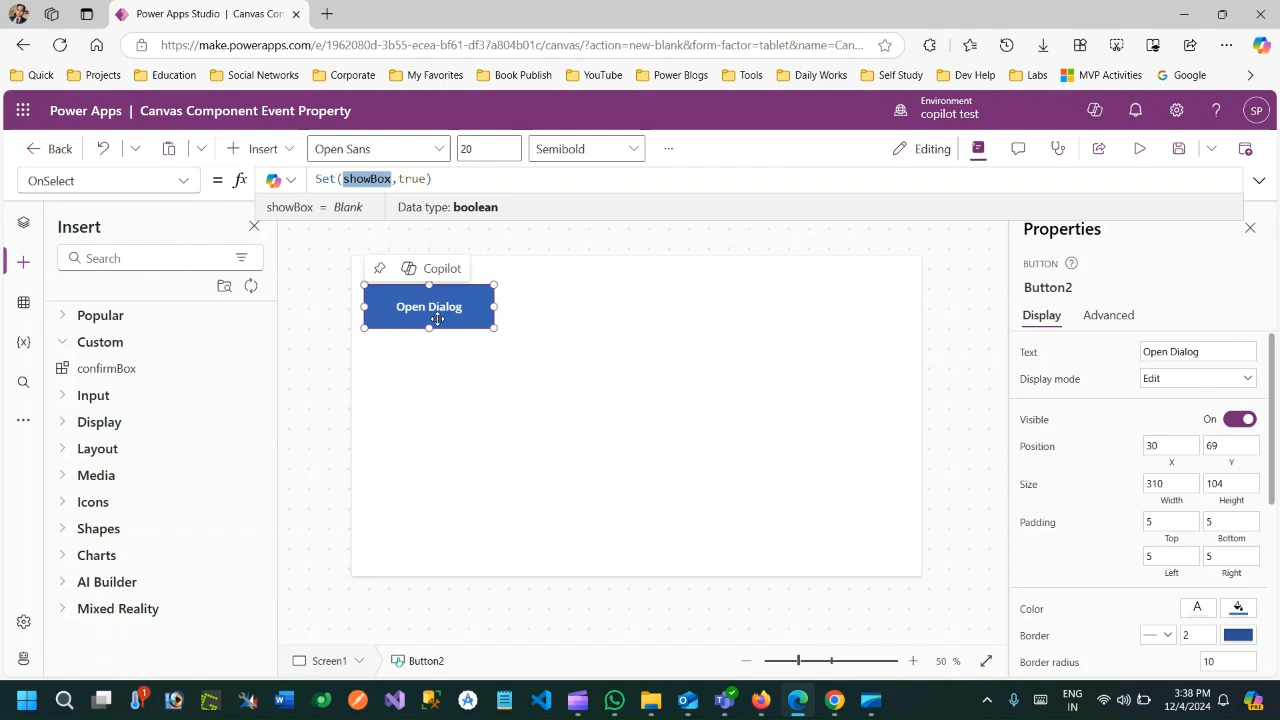 Power Apps Studio | Canvas Con
https://make.powerapps.com/e/1962080d-3b55-ecea-bf61-df37a804b01c/canvas/?action=new-blank&form-factor=tablet&name=Can...
Quick Projects Education Social Networks Corporate My Favorites Book Publish YouTube Power Blogs Tools Daily Works Self Study Dev Help Labs MVP Activities Google
Power Apps | Canvas Component Event Property
Environment
copilot test
SP
Back Insert Open Sans 20 Semibold ... Editing
OnSelect = fx Set(showBox,true)
showBox = Blank Data type: boolean
Insert
Search
Popular
Custom
confirmBox
Input
Display
Layout
Media
Icons
Shapes
Charts
AI Builder
Mixed Reality
Copilot
Open Dialog
Properties
BUTTON
Button2
Display Advanced
Text Open Dialog
Display mode Edit
Visible On
Position 30 69
X Y
Size 310 104
Width Height
Padding 5 5
Top Bottom
5 5
Left Right
Color A
Border 2
Border radius 10
Screen1 Button2
50 %
ENG
IN
3:38 PM
12/4/2024